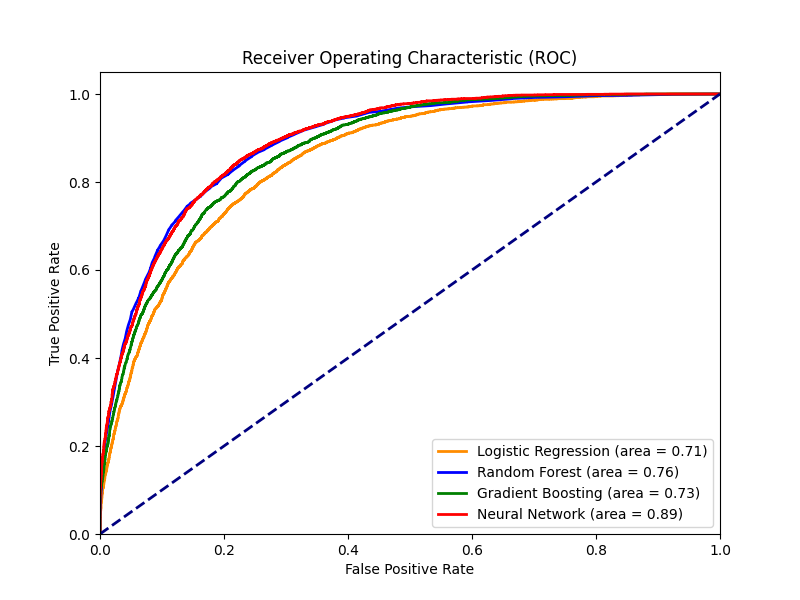 Receiver Operating Characteristic (ROC)
1.0
0.8
0.6
0.4
0.2
0.0
True Positive Rate
Logistic Regression (area = 0.71)
Random Forest (area = 0.76)
Gradient Boosting (area = 0.73)
Neural Network (area = 0.89)
0.0 0.2 0.4 0.6 0.8 1.0
False Positive Rate